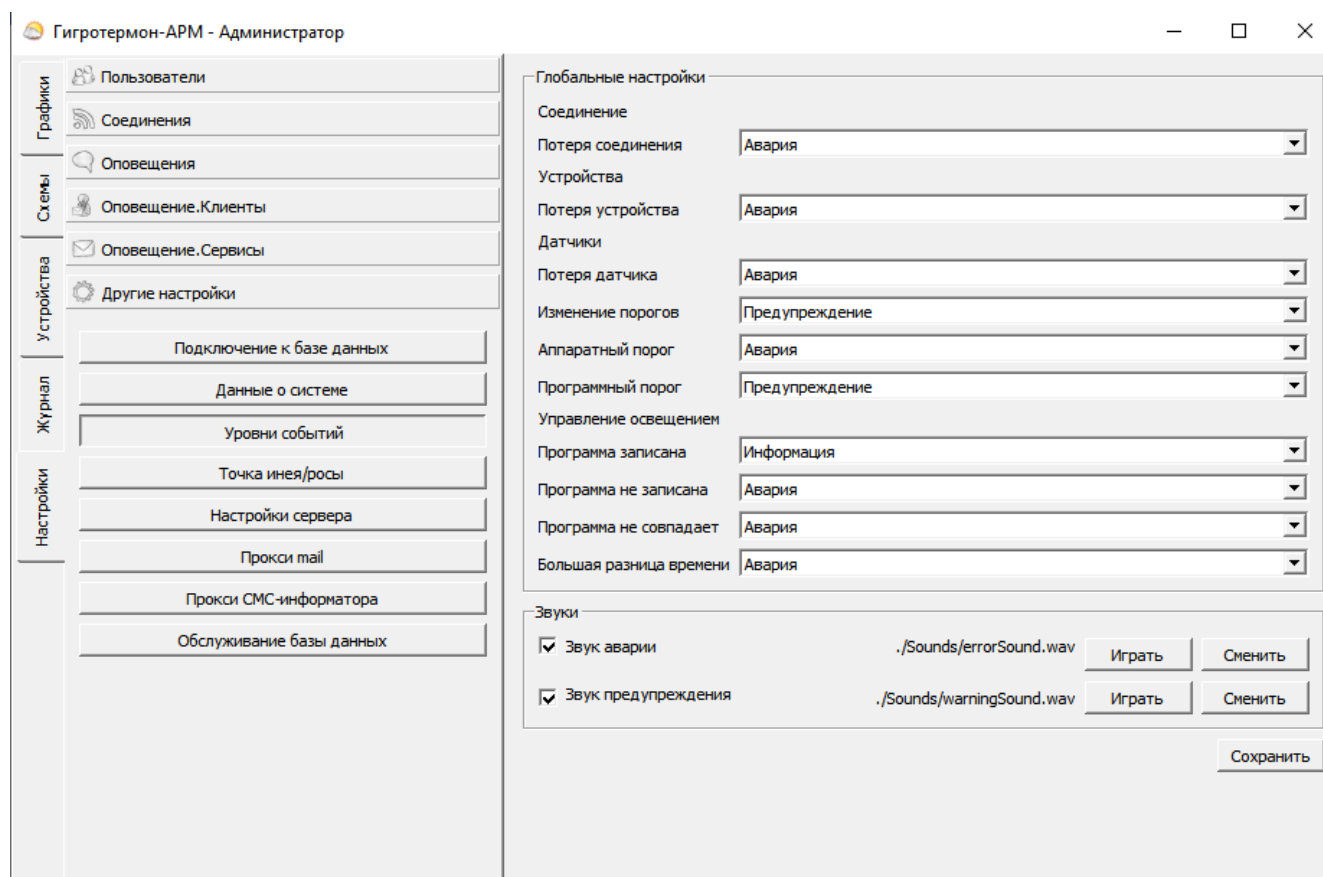 Гигротермон-АРМ - Администратор
Графики
Схемы
Устройства
Журнал
Настройки
Пользователи
Соединения
Оповещения
Оповещение.Клиенты
Оповещение.Сервисы
Другие настройки
Подключение к базе данных
Данные о системе
Уровни событий
Точка инея/росы
Настройки сервера
Прокси mail
Прокси СМС-информатора
Обслуживание базы данных
Глобальные настройки
Соединение
Потеря соединения Авария
Устройства
Потеря устройства Авария
Датчики
Потеря датчика Авария
Изменение порогов Предупреждение
Аппаратный порог Авария
Программный порог Предупреждение
Управление освещением
Программа записана Информация
Программа не записана Авария
Программа не совпадает Авария
Большая разница времени Авария
Звуки
Звук аварии ./Sounds/errorSound.wav Играть Сменить
Звук предупреждения ./Sounds/warningSound.wav Играть Сменить
Сохранить